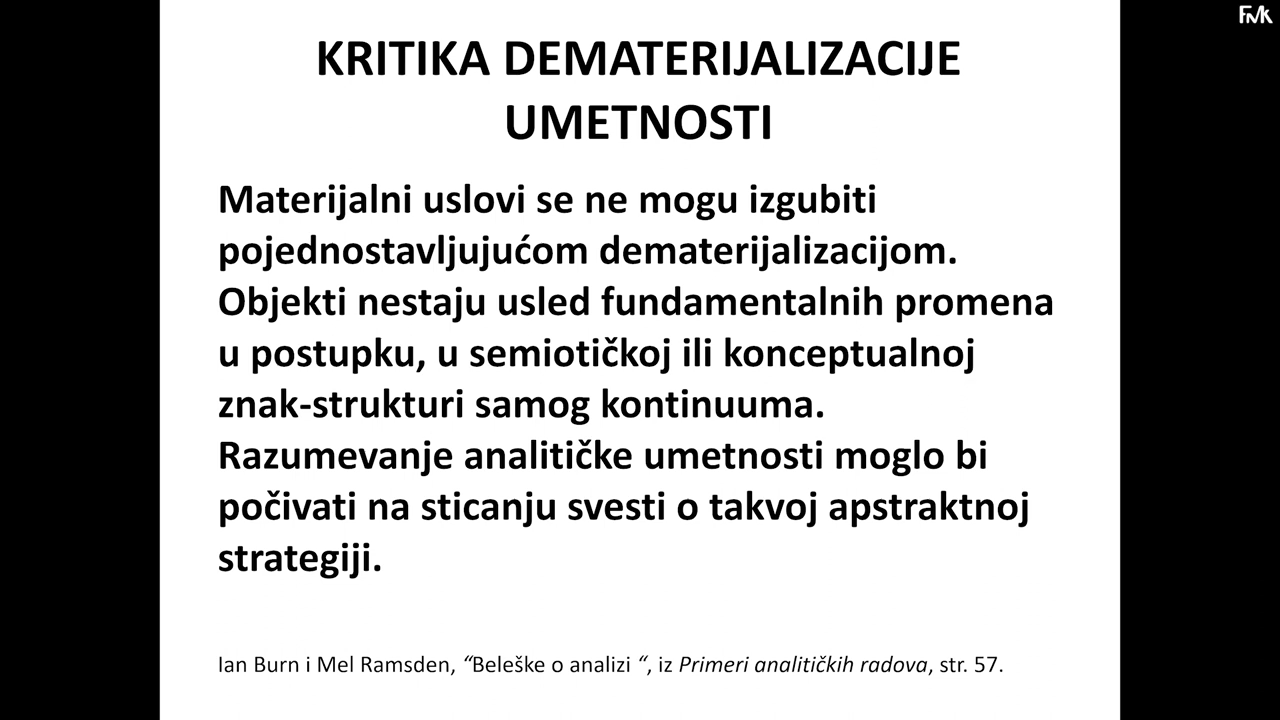 FMK
KRITIKA DEMATERIJALIZACIJE
UMETNOSTI
Materijalni uslovi se ne mogu izgubiti
pojednostavljujućom dematerijalizacijom.
Objekti nestaju usled fundamentalnih promena
u postupku, u semiotičkoj ili konceptualnoj
znak-strukturi samog kontinuuma.
Razumevanje analitičke umetnosti moglo bi
počivati na sticanju svesti o takvoj apstraktnoj
strategiji.
Ian Burn i Mel Ramsden, “Beleške o analizi “, iz Primeri analitičkih radova, str. 57.